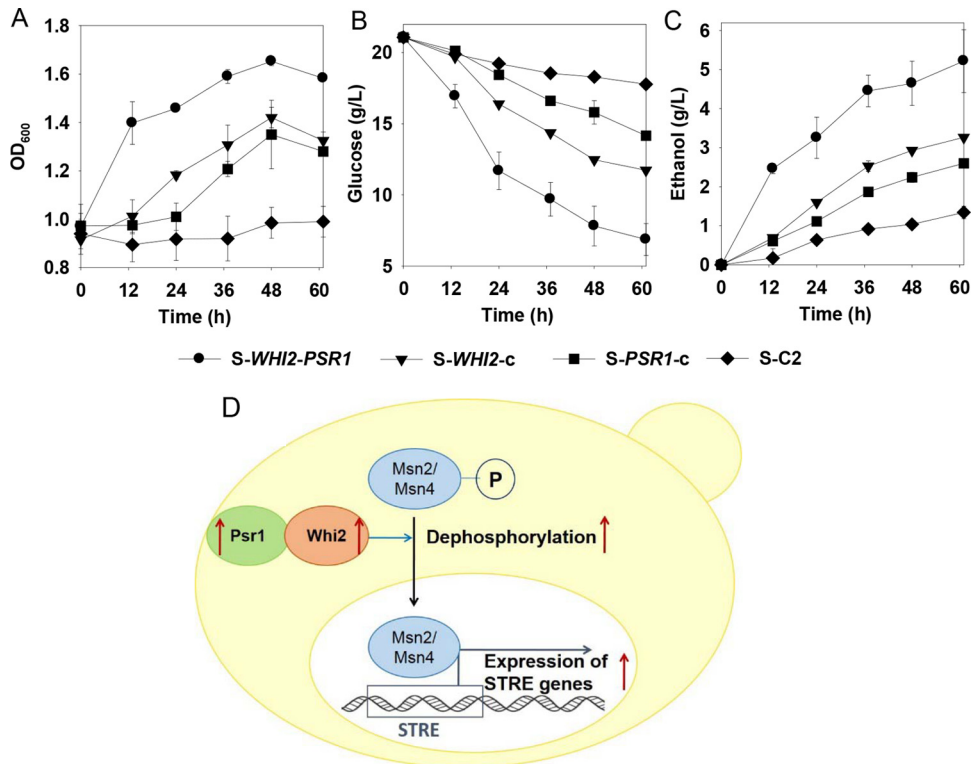 A
B
C
1.8
1.6
1.4
1.2
1.0
0.8
OD600
0 12 24 36 48 60
Time (h)
20
15
10
5
Glucose (g/L)
0 12 24 36 48 60
Time (h)
6
5
4
3
2
1
0
Ethanol (g/L)
0 12 24 36 48 60
Time (h)
S-WHI2-PSR1 S-WHI2-c S-PSR1-c S-C2
D
Msn2/
Msn4
P
Psr1 Whi2 Dephosphorylation
Msn2/
Msn4
Expression of
STRE genes
STRE